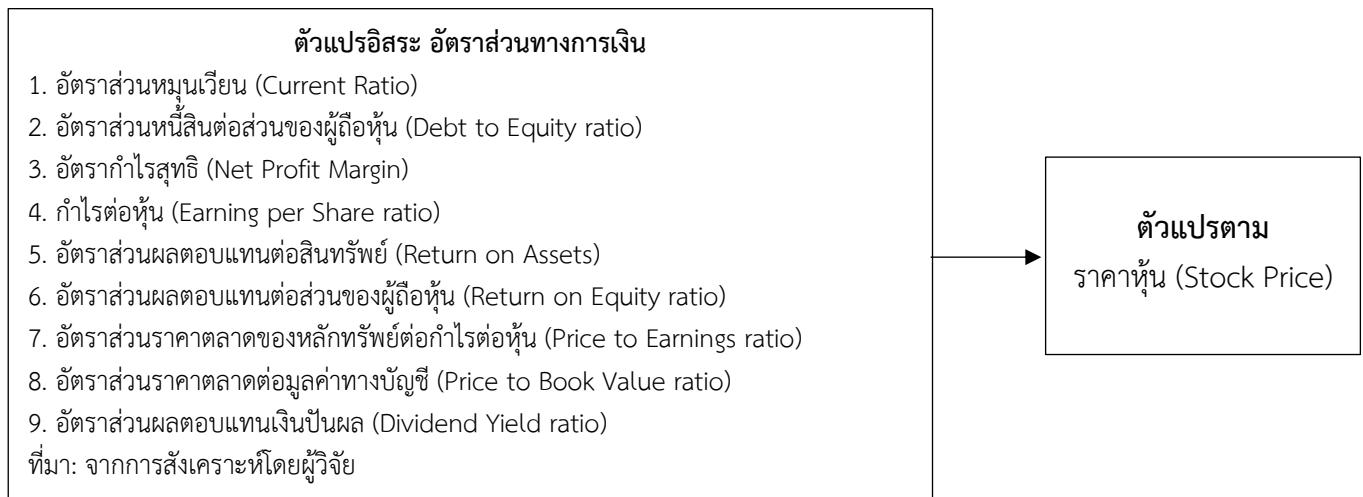 ตัวแปรอิสระ อัตราส่วนทางการเงิน
1. อัตราส่วนหมุนเวียน (Current Ratio)
2. อัตราส่วนหนี้สินต่อส่วนของผู้ถือหุ้น (Debt to Equity ratio)
3. อัตรากำไรสุทธิ (Net Profit Margin)
4. กำไรต่อหุ้น (Earning per Share ratio)
5. อัตราส่วนผลตอบแทนต่อสินทรัพย์ (Return on Assets)
6. อัตราส่วนผลตอบแทนต่อส่วนของผู้ถือหุ้น (Return on Equity ratio)
7. อัตราส่วนราคาตลาดของหลักทรัพย์ต่อกำไรต่อหุ้น (Price to Earnings ratio)
8. อัตราส่วนราคาตลาดต่อมูลค่าทางบัญชี (Price to Book Value ratio)
9. อัตราส่วนผลตอบแทนเงินปันผล (Dividend Yield ratio)
ที่มา: จากการสังเคราะห์โดยผู้วิจัย
ตัวแปรตาม
ราคาหุ้น (Stock Price)